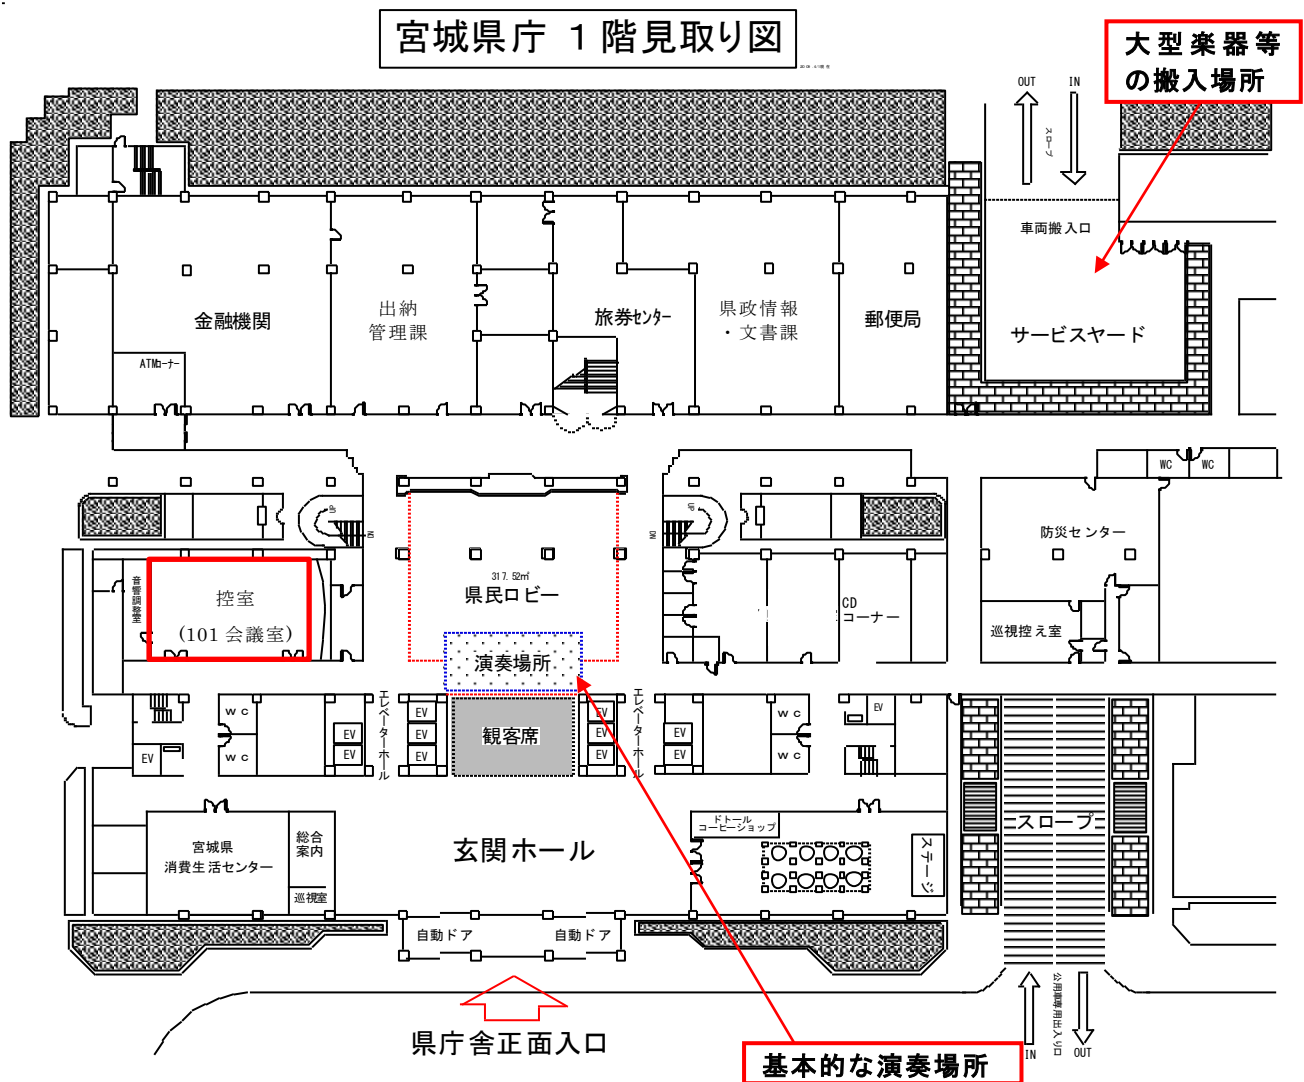 宮城県庁 1階見取り図
大型楽器等
の搬入場所
OUT
IN
スロープ
車両搬入口
サービスヤード
金融機関
ATMコーナー
出納
管理課
旅券センター
県政情報
・文書課
郵便局
WC
WC
UP
DN
UP
DN
防災センター
巡視控え室
音響調整室
控室
(101 会議室)
317.52㎡
県民ロビー
演奏場所
CD
コーナー
エレベーターホール
エレベーターホール
WC
WC
EV
EV
EV
EV
EV
EV
観客席
EV
EV
EV
EV
EV
WC
WC
EV
宮城県
消費生活センター
総合
案内
巡視室
玄関ホール
ドトール
コーヒーショップ
ステージ
スロープ
自動ドア
自動ドア
県庁舎正面入口
基本的な演奏場所
IN
公用車専用出入り口
OUT